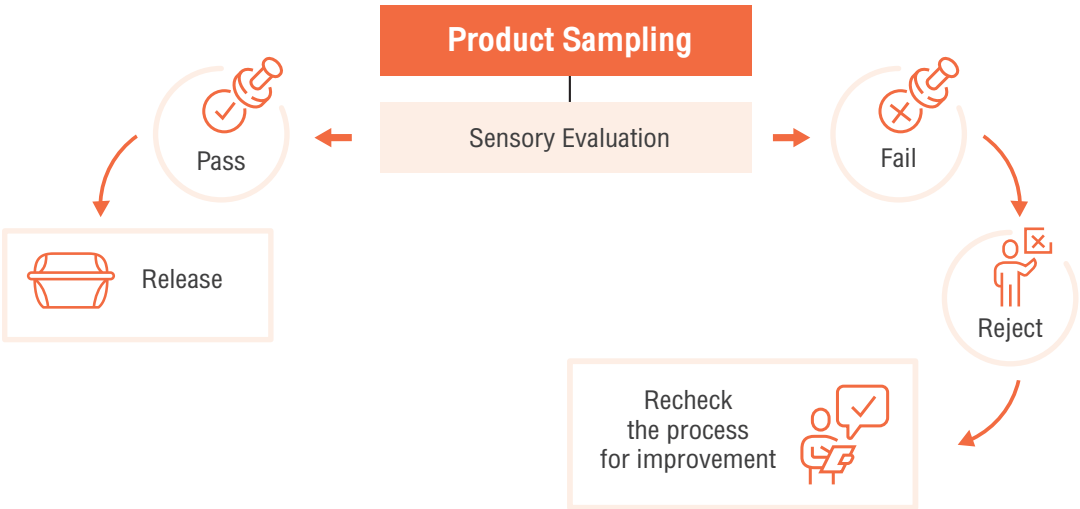 Product Sampling
Sensory Evaluation
Pass
Fail
Release
Reject
Recheck
the process
for improvement